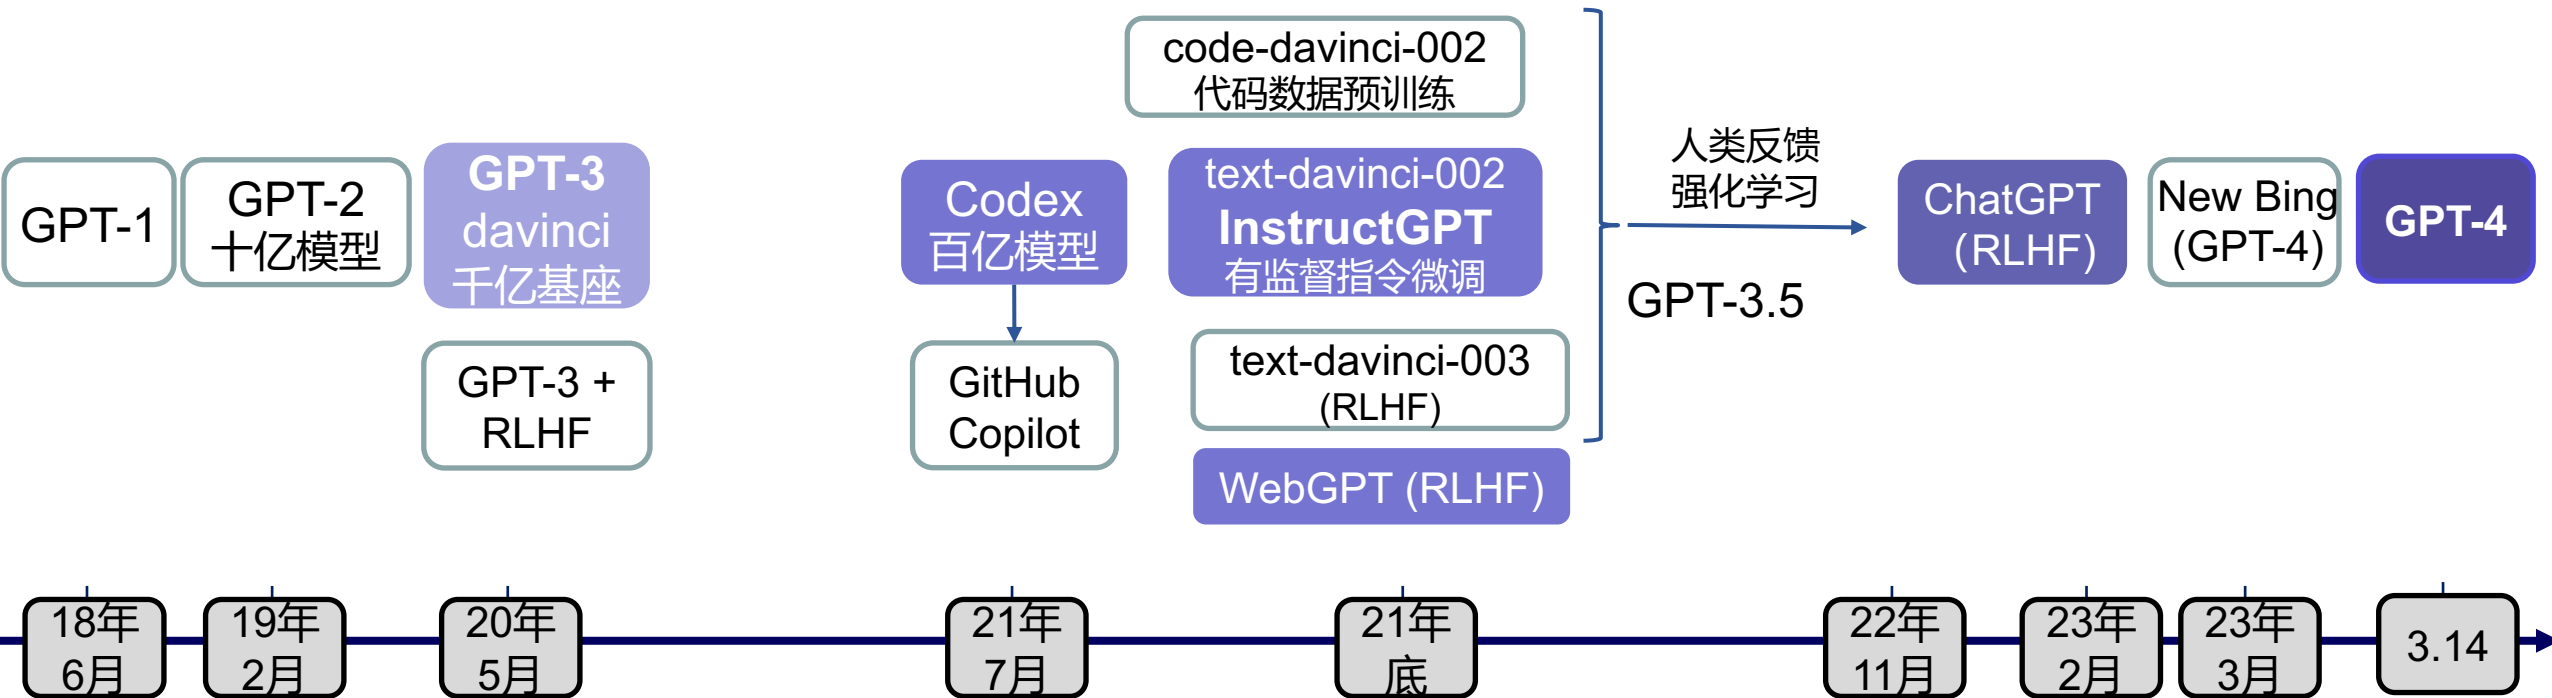 GPT-1
GPT-2
十亿模型
GPT-3
davinci
千亿基座
GPT-3 +
RLHF
Codex
百亿模型
GitHub
Copilot
code-davinci-002
代码数据预训练
text-davinci-002
InstructGPT
有监督指令微调
text-davinci-003
(RLHF)
WebGPT (RLHF)
人类反馈
强化学习
GPT-3.5
ChatGPT
(RLHF)
New Bing
(GPT-4)
GPT-4
18年
6月
19年
2月
20年
5月
21年
7月
21年
底
22年
11月
23年
2月
23年
3月
3.14